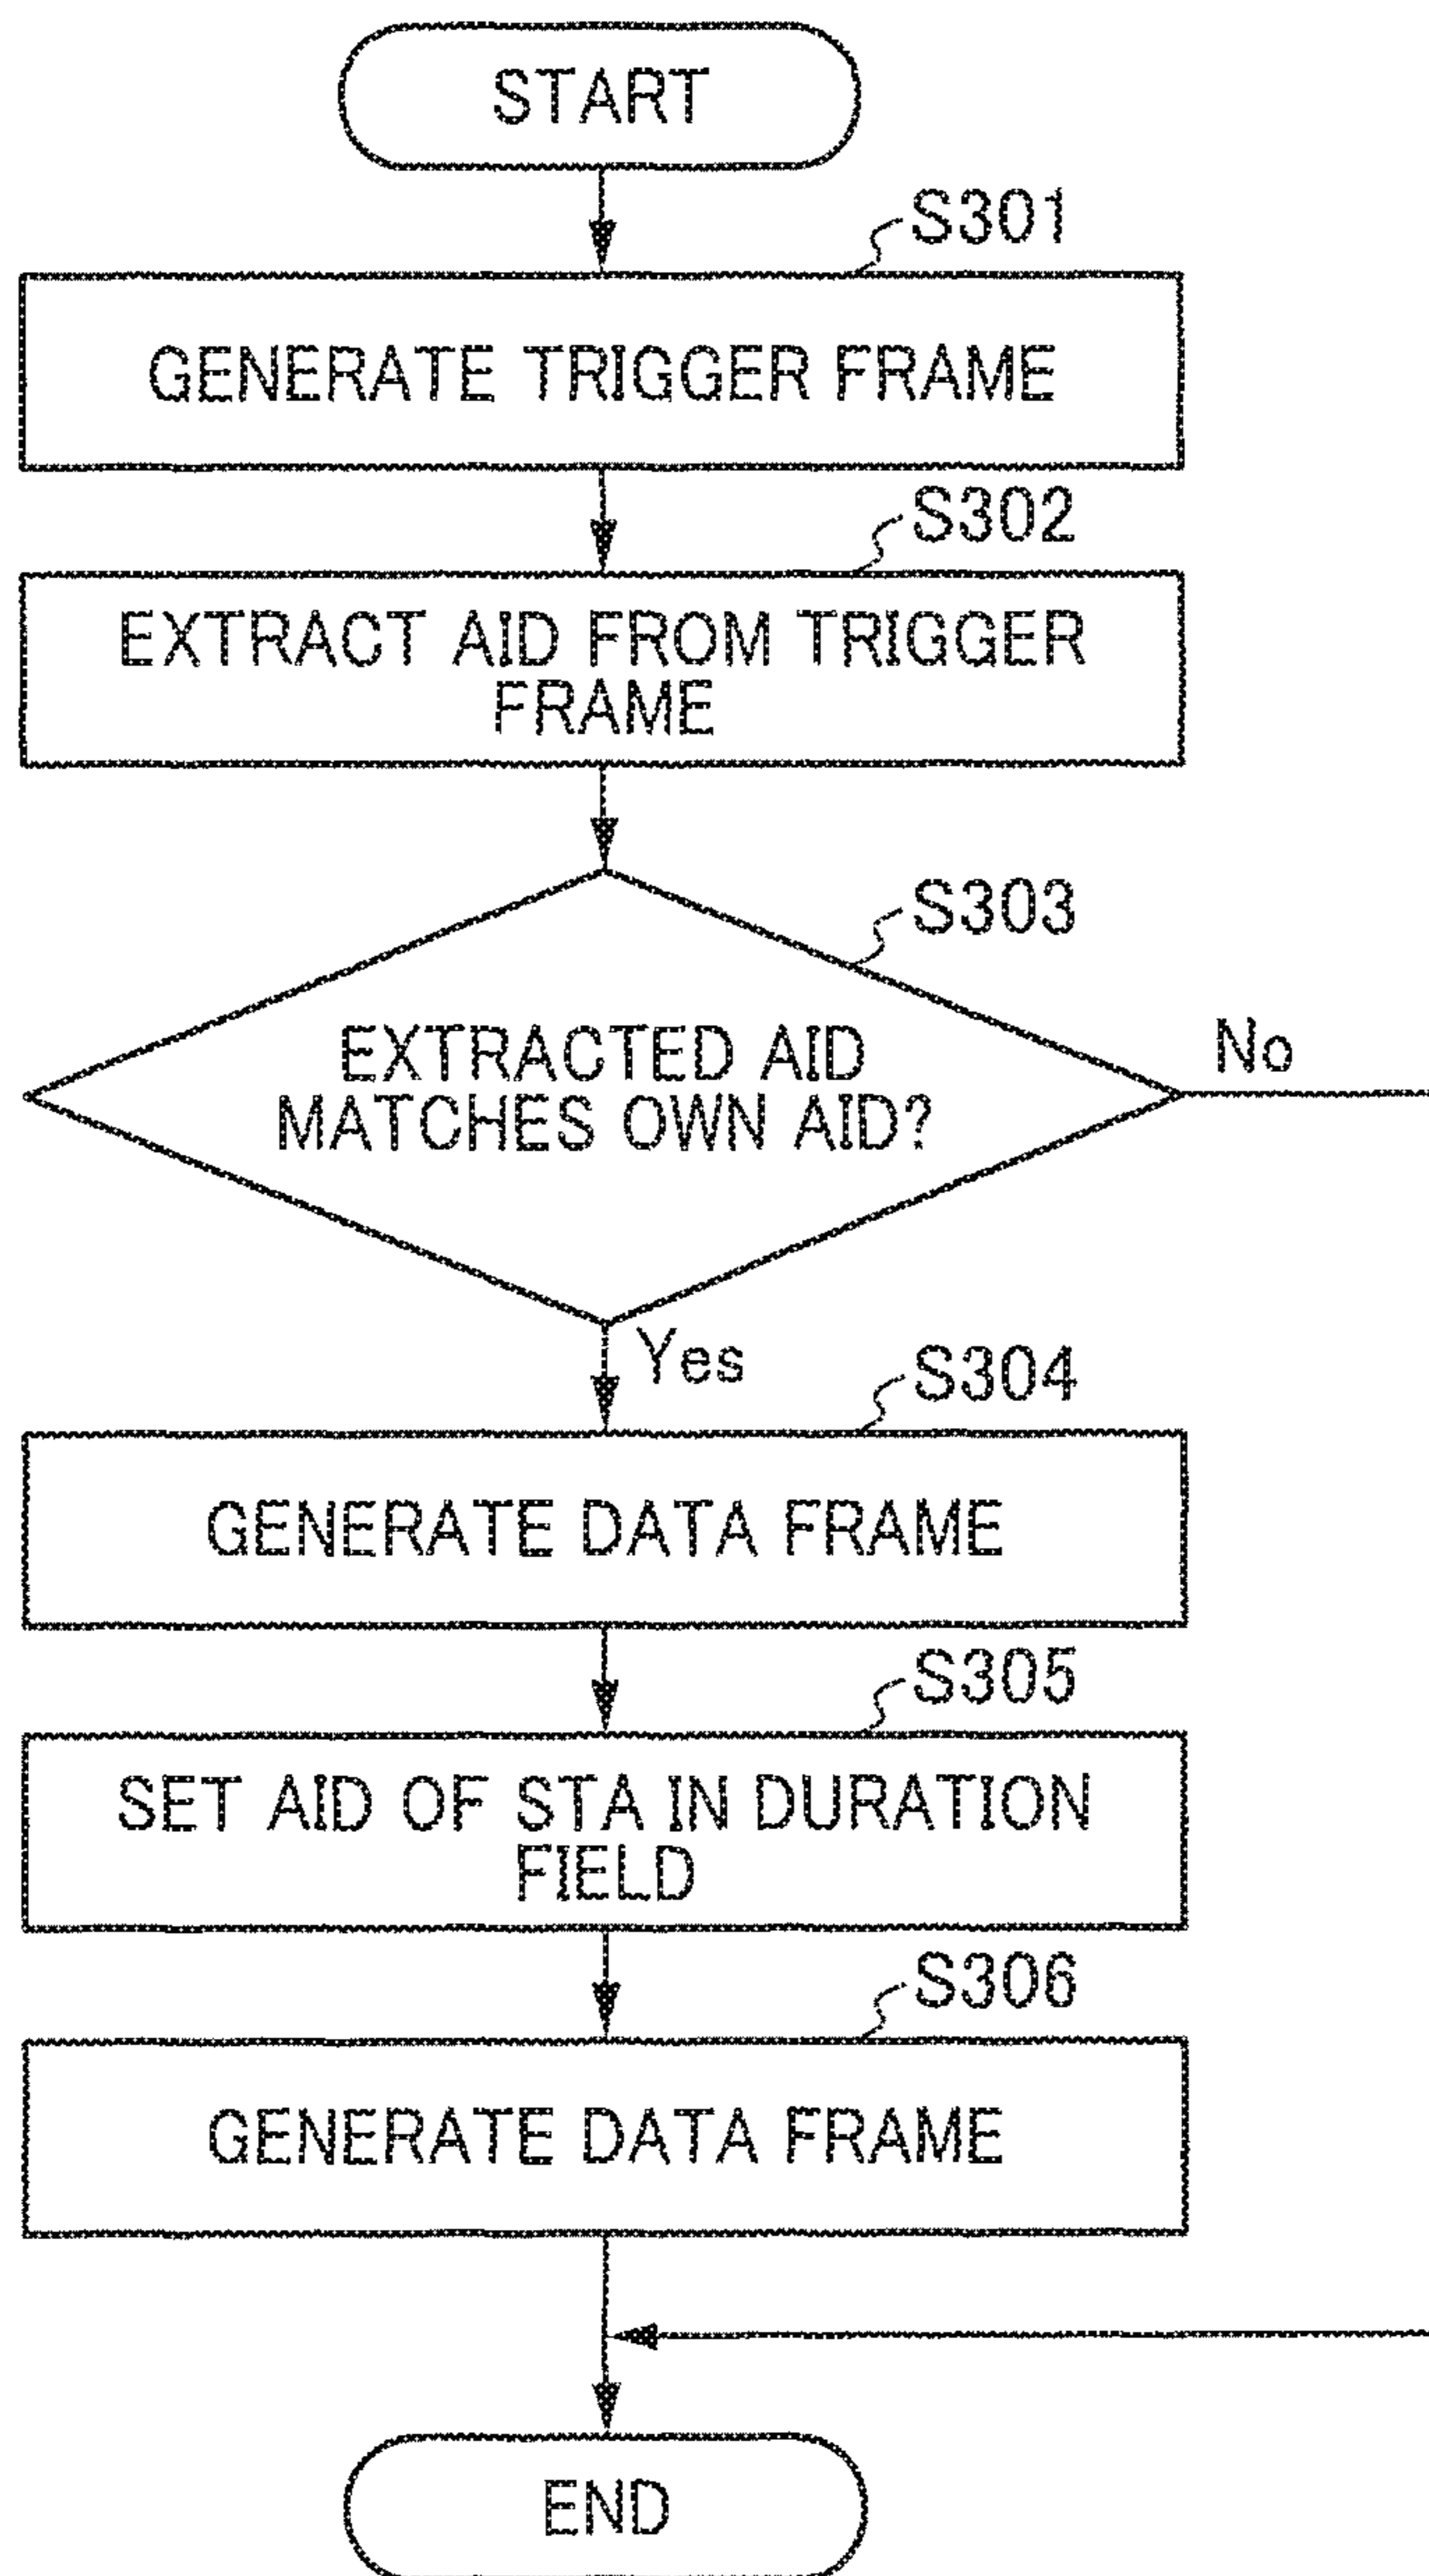 START
S301
GENERATE TRIGGER FRAME
S302
EXTRACT AID FROM TRIGGER
FRAME
S303
EXTRACTED AID
MATCHES OWN AID?
No
Yes
S304
GENERATE DATA FRAME
S305
SET AID OF STA IN DURATION
FIELD
S306
GENERATE DATA FRAME
END